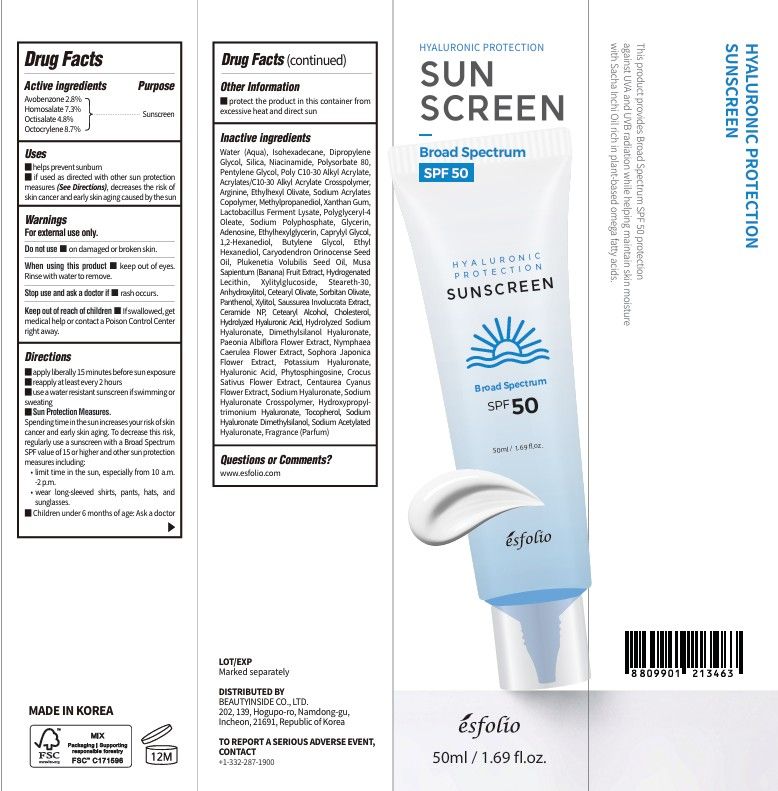 Drug Facts
Active ingredients Purpose
Avobenzone 2.8%
Homosalate 7.3%
Octisalate 4.8%
Octocrylene 8.7%
Sunscreen
Uses
■ helps prevent sunburn
■ if used as directed with other sun protection
measures (See Directions), decreases the risk of
skin cancer and early skin aging caused by the sun
Warnings
For external use only.
Do not use ■ on damaged or broken skin.
When using this product ■ keep out of eyes.
Rinse with water to remove.
Stop use and ask a doctor if ■ rash occurs.
Keep out of reach of children ■ If swallowed, get
medical help or contact a Poison Control Center
right away.
Directions
■ apply liberally 15 minutes before sun exposure
■ reapply at least every 2 hours
■ use a water resistant sunscreen if swimming or
sweating
■ Sun Protection Measures.
Spending time in the sun increases your risk of skin
cancer and early skin aging. To decrease this risk,
regularly use a sunscreen with a Broad Spectrum
SPF value of 15 or higher and other sun protection
measures including:
• limit time in the sun, especially from 10 a.m.
-2 p.m.
• wear long-sleeved shirts, pants, hats, and
sunglasses.
■ Children under 6 months of age: Ask a doctor
MADE IN KOREA
FSC
www.fsc.org
MIX
Packaging | Supporting
responsible forestry
FSC™ C171596
12M
Drug Facts (continued)
Other Information
■ protect the product in this container from
excessive heat and direct sun
Inactive ingredients
Water (Aqua), Isohexadecane, Dipropylene
Glycol, Silica, Niacinamide, Polysorbate 80,
Pentylene Glycol, Poly C10-30 Alkyl Acrylate,
Acrylates/C10-30 Alkyl Acrylate Crosspolymer,
Arginine, Ethylhexyl Olivate, Sodium Acrylates
Copolymer, Methylpropanediol, Xanthan Gum,
Lactobacillus Ferment Lysate, Polyglyceryl-4
Oleate, Sodium Polyphosphate, Glycerin,
Adenosine, Ethylhexylglycerin, Caprylyl Glycol,
1,2-Hexanediol, Butylene Glycol, Ethyl
Hexanediol, Caryodendron Orinocense Seed
Oil, Plukenetia Volubilis Seed Oil, Musa
Sapientum (Banana) Fruit Extract, Hydrogenated
Lecithin, Xylitylglucoside, Steareth-30,
Anhydroxylitol, Cetearyl Olivate, Sorbitan Olivate,
Panthenol, Xylitol, Saussurea Involucrata Extract,
Ceramide NP, Cetearyl Alcohol, Cholesterol,
Hydrolyzed Hyaluronic Acid, Hydrolyzed Sodium
Hyaluronate, Dimethylsilanol Hyaluronate,
Paeonia Albiflora Flower Extract, Nymphaea
Caerulea Flower Extract, Sophora Japonica
Flower Extract, Potassium Hyaluronate,
Hyaluronic Acid, Phytosphingosine, Crocus
Sativus Flower Extract, Centaurea Cyanus
Flower Extract, Sodium Hyaluronate, Sodium
Hyaluronate Crosspolymer, Hydroxypropyl-
trimonium Hyaluronate, Tocopherol, Sodium
Hyaluronate Dimethylsilanol, Sodium Acetylated
Hyaluronate, Fragrance (Parfum)
Questions or Comments?
www.esfolio.com
LOT/EXP
Marked separately
DISTRIBUTED BY
BEAUTYINSIDE CO., LTD.
202, 139, Hogupo-ro, Namdong-gu,
Incheon, 21691, Republic of Korea
TO REPORT A SERIOUS ADVERSE EVENT,
CONTACT
+1-332-287-1900
HYALURONIC PROTECTION
SUN
SCREEN
Broad Spectrum
SPF 50
HYALURONIC
PROTECTION
SUNSCREEN
Broad Spectrum
SPF 50
50ml / 1.69 fl.oz.
ésfolio
ésfolio
50ml / 1.69 fl.oz.
HYALURONIC PROTECTION
SUNSCREEN
This product provides Broad Spectrum SPF 50 protection
against UVA and UVB radiation while helping maintain skin moisture
with Sacha Inchi Oil rich in plant-based omega fatty acids.
8809901 213463